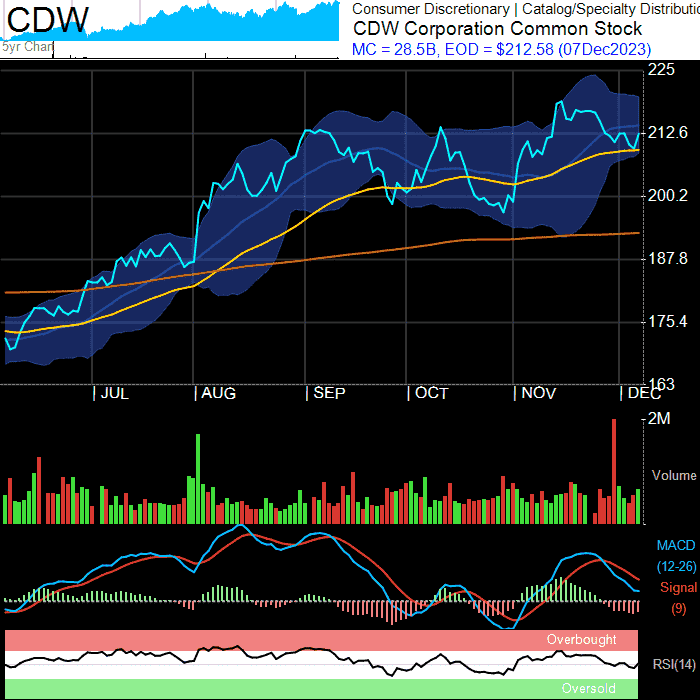 CDW
5yr Chart
Consumer Discretionary | Catalog/Specialty Distributio
CDW Corporation Common Stock
MC = 28.5B, EOD = $212.58 (07Dec2023)
225
212.6
200.2
187.8
175.4
163
JUL AUG SEP OCT NOV DEC
2M
Volume
MACD
(12-26)
Signal
(9)
Overbought
RSI(14)
Oversold